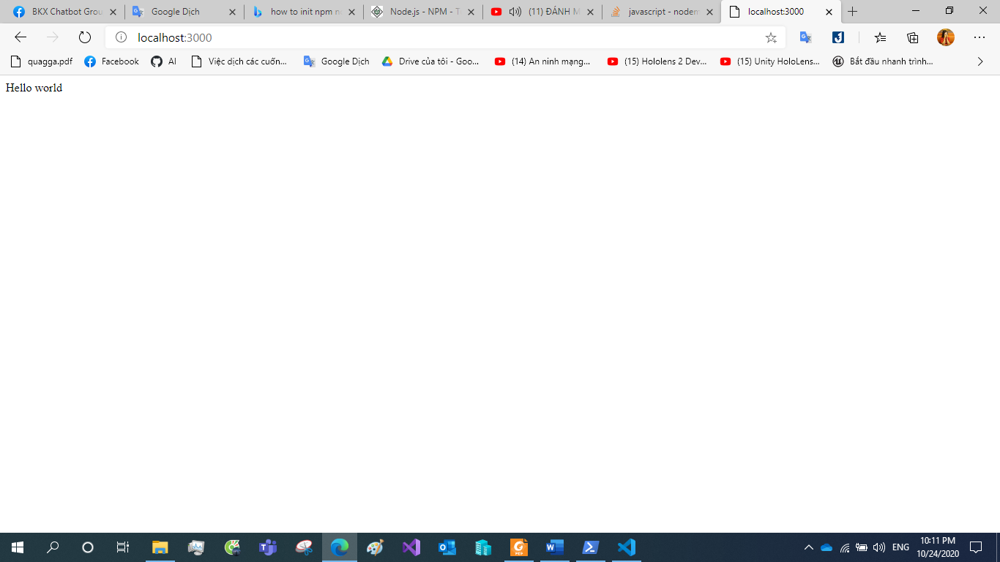 BKX Chatbot Grou
Google Dịch
how to init npm n
Node.js - NPM - T
(11) ĐÁNH M
javascript - nodem
localhost:3000
localhost:3000
quagga.pdf
Facebook
AI
Việc dịch các cuốn...
Google Dịch
Drive của tôi - Goo...
(14) An ninh mạng...
(15) Hololens 2 Dev...
(15) Unity HoloLens...
Bắt đầu nhanh trình...
Hello world
ENG
10:11 PM
10/24/2020